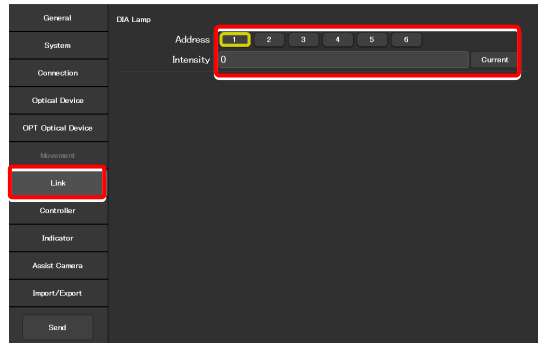 General
System
Connection
Optical Device
OPT Optical Device
Movement
Link
Controller
Indicator
Assist Camera
Import/Export
Send
DIA Lamp
Address 1 2 3 4 5 6
Intensity 0 Current